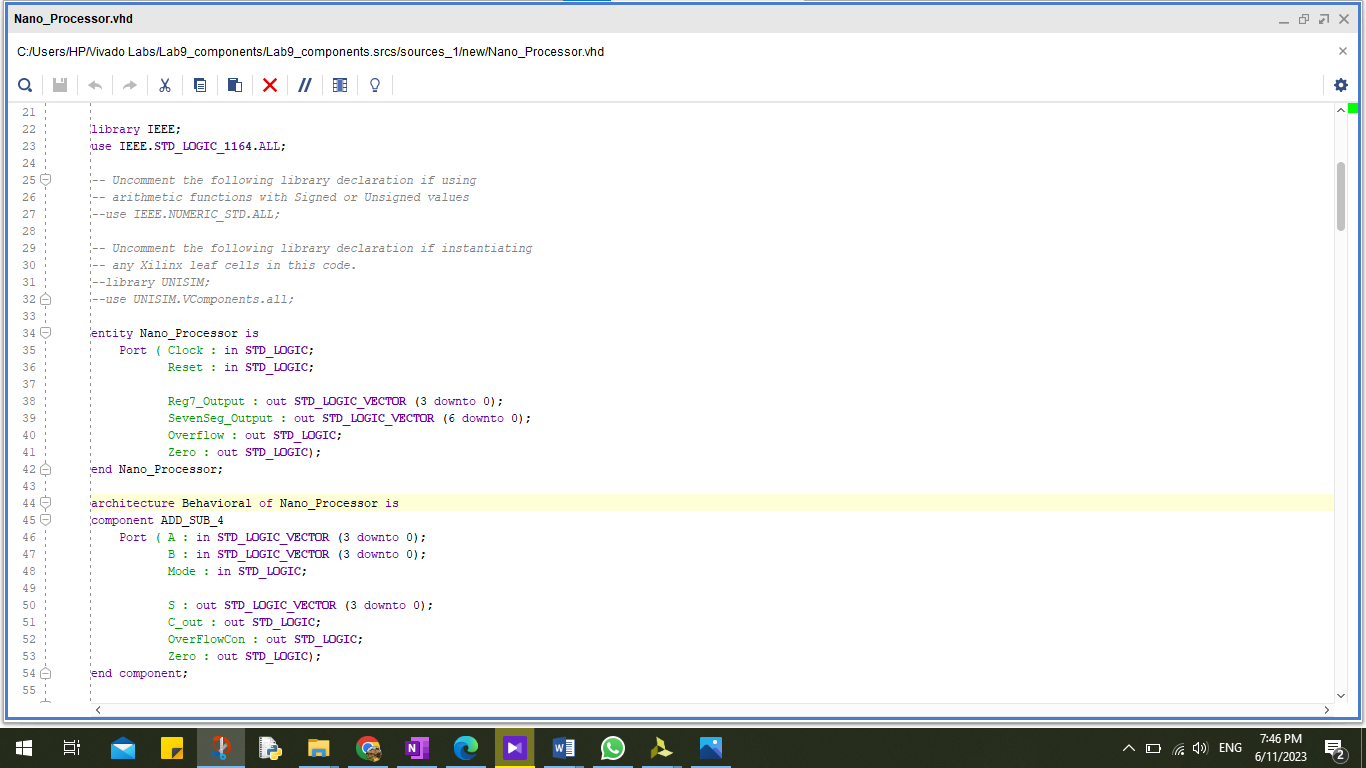 Nano_Processor.vhd
C:/Users/HP/Vivado Labs/Lab9_components/Lab9_components.srcs/sources_1/new/Nano_Processor.vhd
21
22 library IEEE;
23 use IEEE.STD_LOGIC_1164.ALL;
24
25 -- Uncomment the following library declaration if using
26 -- arithmetic functions with Signed or Unsigned values
27 --use IEEE.NUMERIC_STD.ALL;
28
29 -- Uncomment the following library declaration if instantiating
30 -- any Xilinx leaf cells in this code.
31 --library UNISIM;
32 --use UNISIM.VComponents.all;
33
34 entity Nano_Processor is
35     Port ( Clock : in STD_LOGIC;
36            Reset : in STD_LOGIC;
37
38            Reg7_Output : out STD_LOGIC_VECTOR (3 downto 0);
39            SevenSeg_Output : out STD_LOGIC_VECTOR (6 downto 0);
40            Overflow : out STD_LOGIC;
41            Zero : out STD_LOGIC);
42 end Nano_Processor;
43
44 architecture Behavioral of Nano_Processor is
45 component ADD_SUB_4
46     Port ( A : in STD_LOGIC_VECTOR (3 downto 0);
47            B : in STD_LOGIC_VECTOR (3 downto 0);
48            Mode : in STD_LOGIC;
49
50            S : out STD_LOGIC_VECTOR (3 downto 0);
51            C_out : out STD_LOGIC;
52            OverFlowCon : out STD_LOGIC;
53            Zero : out STD_LOGIC);
54 end component;
55
ENG
7:46 PM
6/11/2023
2